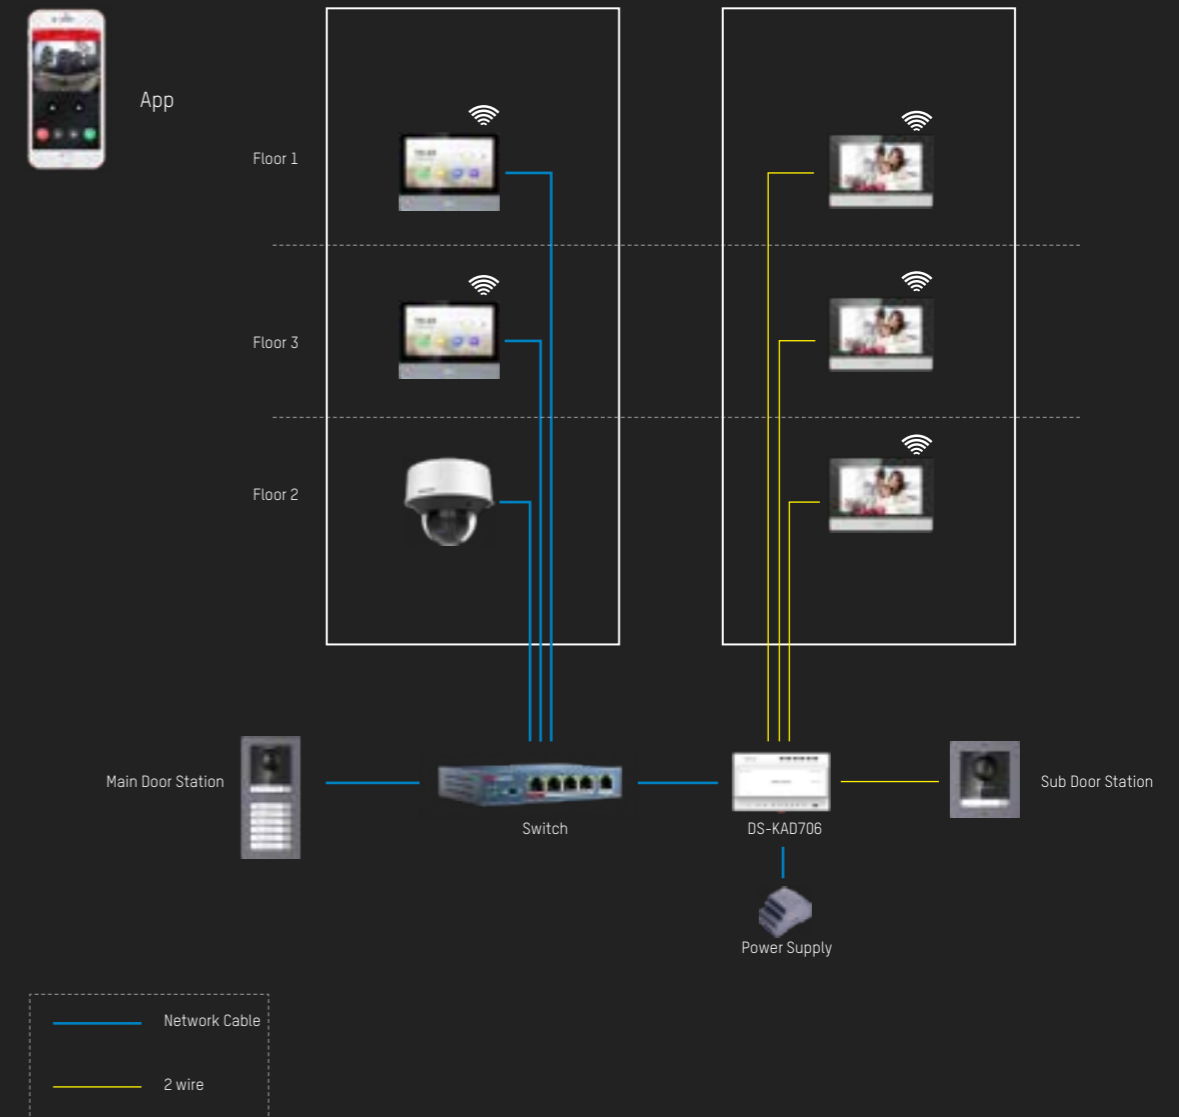 App
Floor 1
Floor 3
Floor 2
Main Door Station
Switch
DS-KAD706
Sub Door Station
Power Supply
Network Cable
2 wire